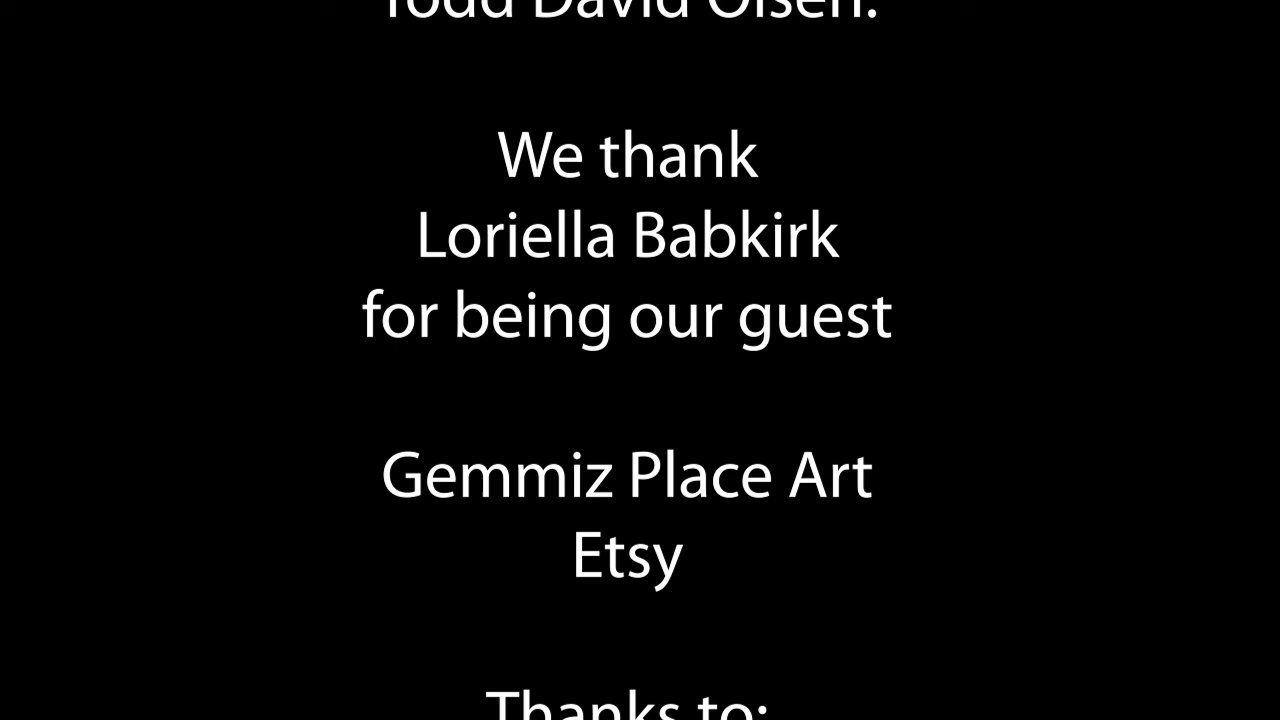 Todd David Olsen.
We thank
Loriella Babkirk
for being our guest
Gemmiz Place Art
Etsy
Thanks to: